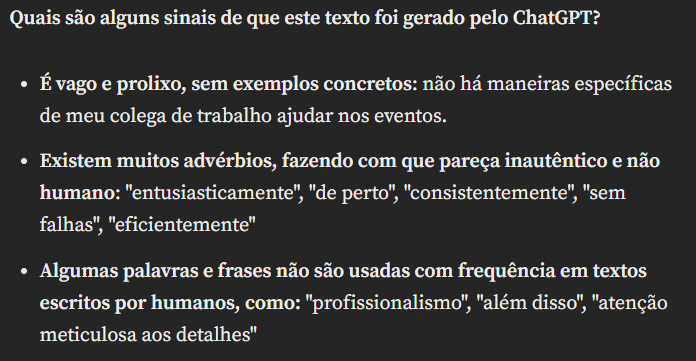 Quais são alguns sinais de que este texto foi gerado pelo ChatGPT?
• É vago e prolixo, sem exemplos concretos: não há maneiras específicas
de meu colega de trabalho ajudar nos eventos.
• Existem muitos advérbios, fazendo com que pareça inautêntico e não
humano: "entusiasticamente", "de perto", "consistentemente", "sem
falhas", "eficientemente"
• Algumas palavras e frases não são usadas com frequência em textos
escritos por humanos, como: "profissionalismo", "além disso", "atenção
meticulosa aos detalhes"